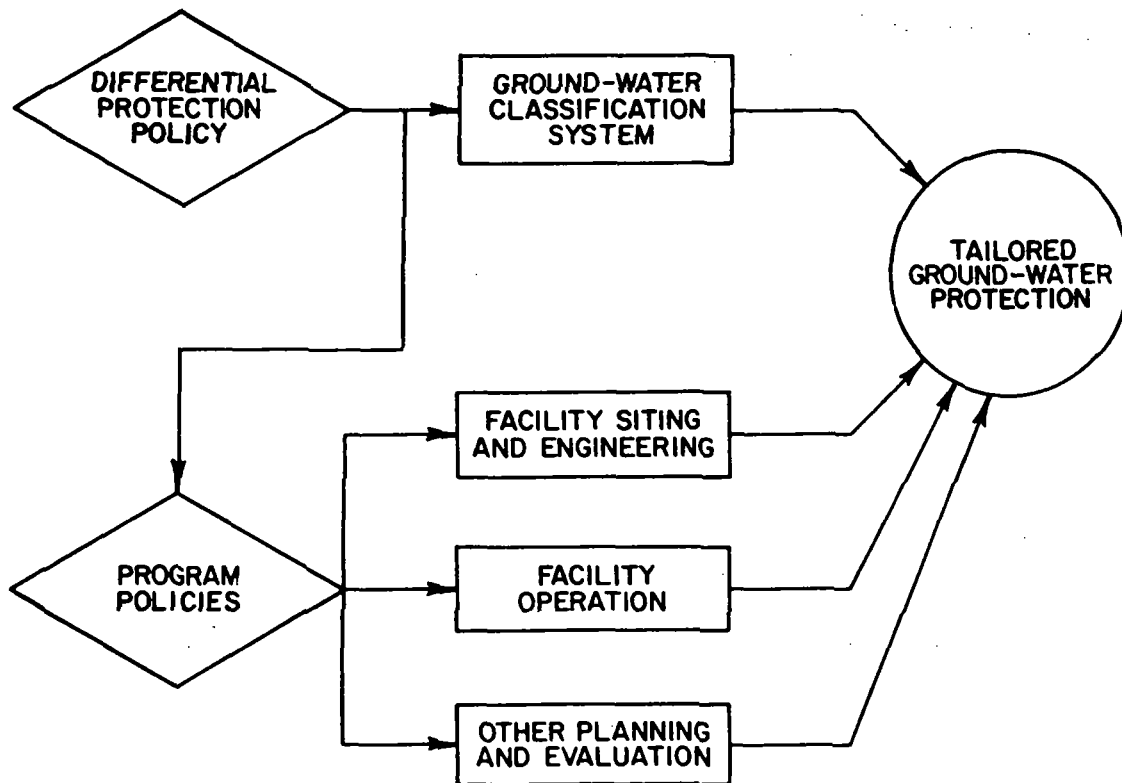 DIFFERENTIAL
PROTECTION
POLICY
GROUND-WATER
CLASSIFICATION
SYSTEM
TAILORED
GROUND-WATER
PROTECTION
FACILITY SITING
AND ENGINEERING
PROGRAM
POLICIES
FACILITY
OPERATION
OTHER PLANNING
AND EVALUATION